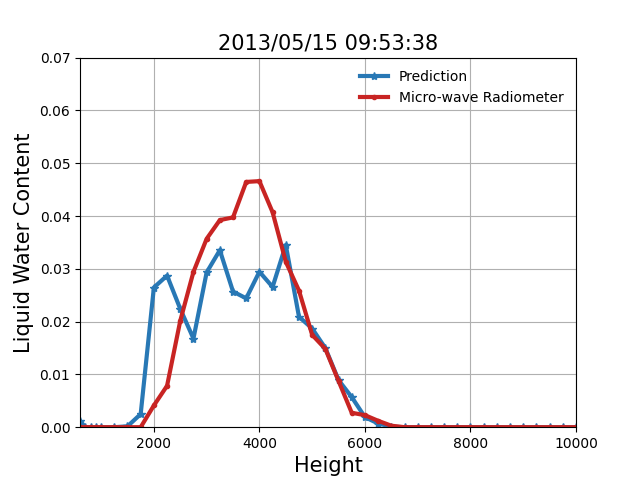 2013/05/15 09:53:38
Prediction
Micro-wave Radiometer
Liquid Water Content
0.07
0.06
0.05
0.04
0.03
0.02
0.01
0.00
2000 4000 6000 8000 10000
Height